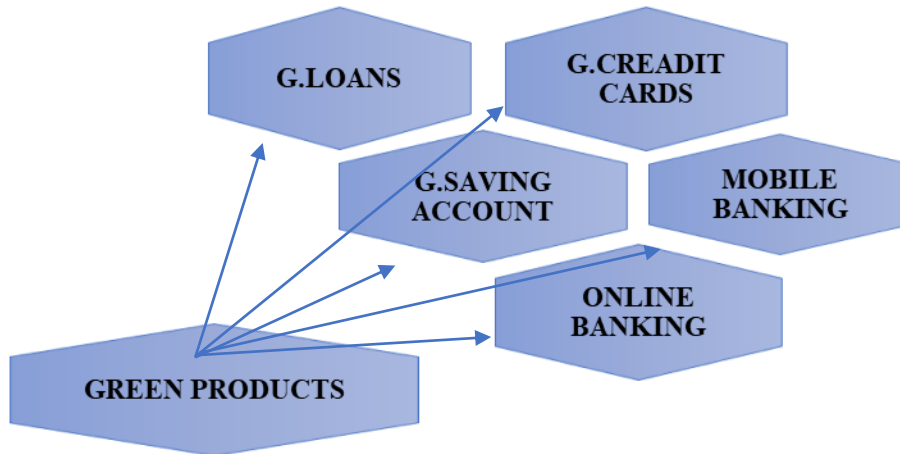 G.LOANS
G.CREADIT
CARDS
G.SAVING
ACCOUNT
MOBILE
BANKING
ONLINE
BANKING
GREEN PRODUCTS